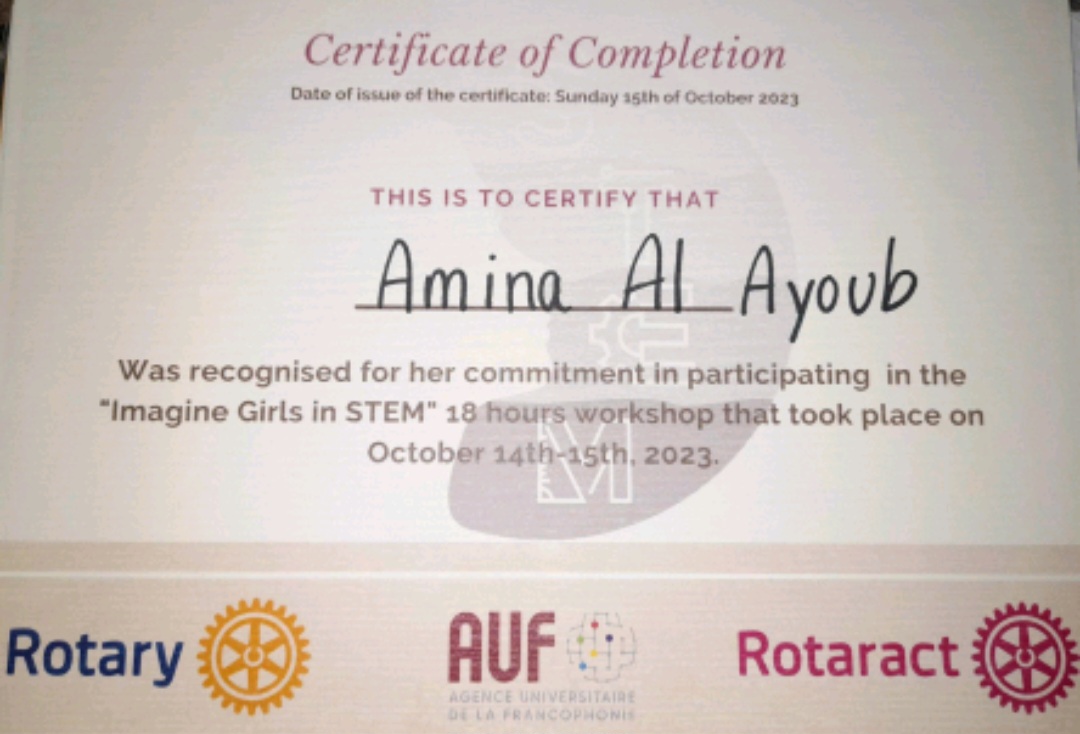 Certificate of Completion
Date of issue of the certificate: Sunday 15th of October 2023
THIS IS TO CERTIFY THAT
Amina Al Ayoub
Was recognised for her commitment in participating in the
"Imagine Girls in STEM" 18 hours workshop that took place on
October 14th-15th, 2023.
Rotary
AUF
AGENCE UNIVERSITAIRE
DE LA FRANCOPHONIE
Rotaract